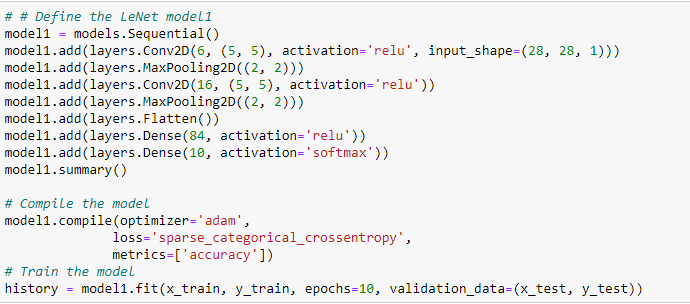 # # Define the LeNet model1
model1 = models.Sequential()
model1.add(layers.Conv2D(6, (5, 5), activation='relu', input_shape=(28, 28, 1)))
model1.add(layers.MaxPooling2D((2, 2)))
model1.add(layers.Conv2D(16, (5, 5), activation='relu'))
model1.add(layers.MaxPooling2D((2, 2)))
model1.add(layers.Flatten())
model1.add(layers.Dense(84, activation='relu'))
model1.add(layers.Dense(10, activation='softmax'))
model1.summary()

# Compile the model
model1.compile(optimizer='adam',
              loss='sparse_categorical_crossentropy',
              metrics=['accuracy'])
# Train the model
history = model1.fit(x_train, y_train, epochs=10, validation_data=(x_test, y_test))